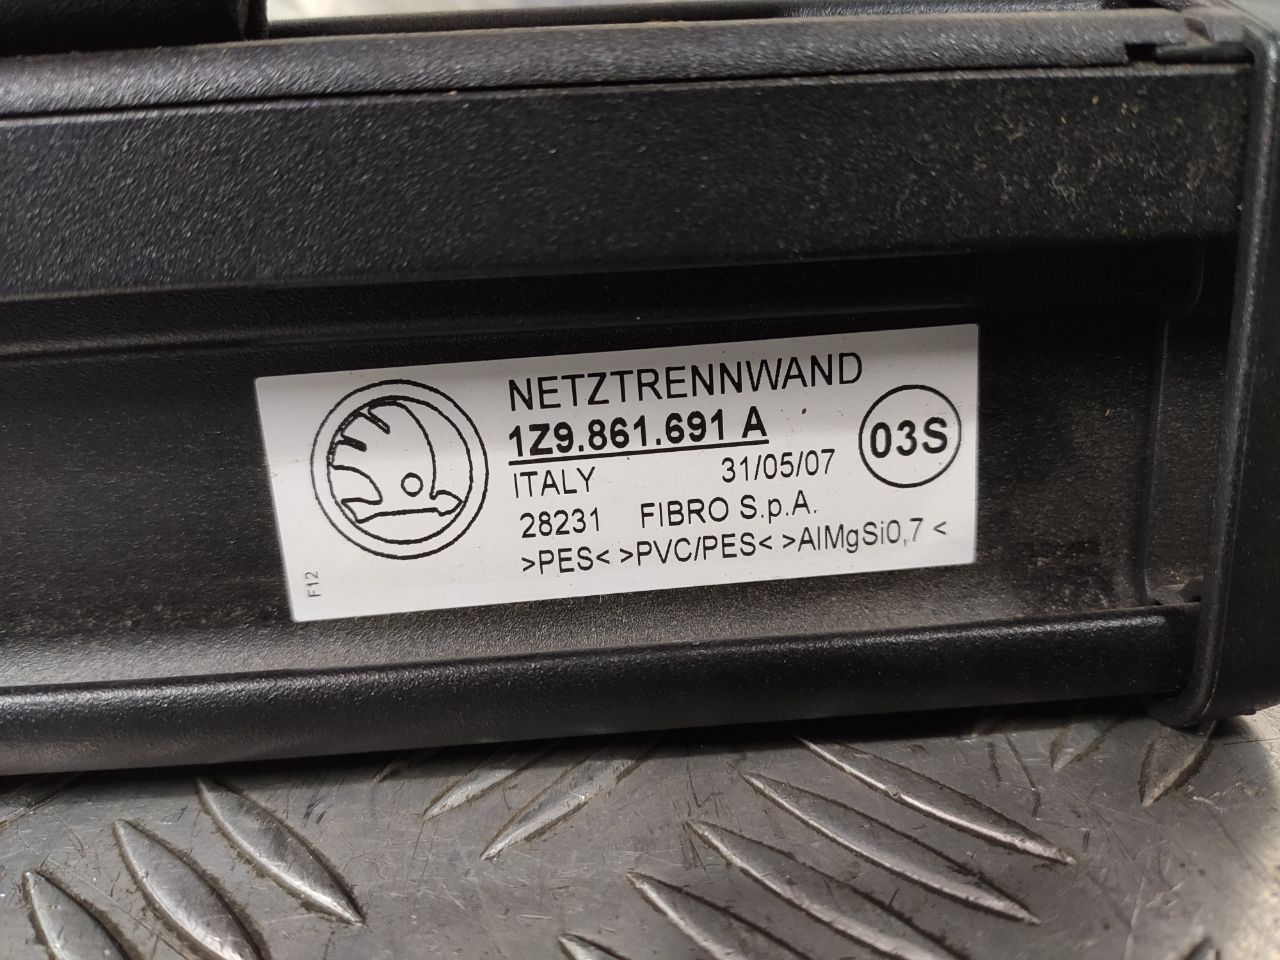 NETZTRENNWAND
1Z9.861.691 A
03S
ITALY 31/05/07
28231 FIBRO S.p.A.
>PES< >PVC/PES< >AlMgSi0,7 <
F12